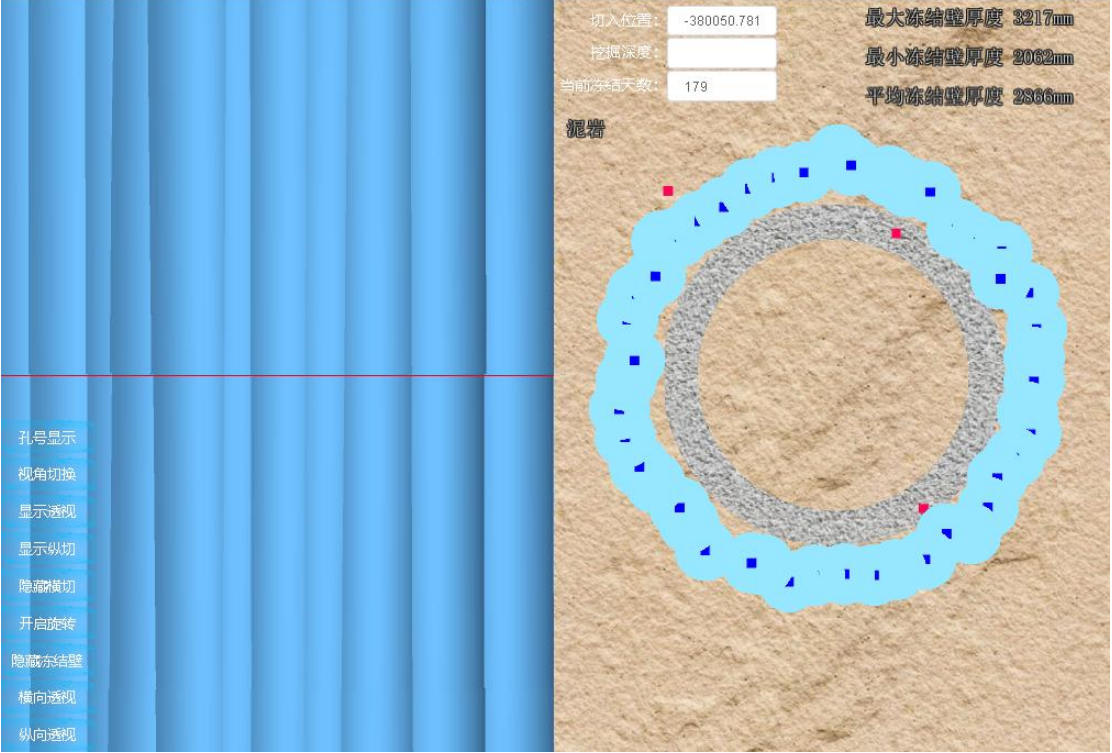 切入位置： -380050.781
挖掘深度：
当前冻结天数： 179
最大冻结壁厚度 3217mm
最小冻结壁厚度 2062mm
平均冻结壁厚度 2866mm
泥岩
孔号显示
视角切换
显示透视
显示纵切
隐藏横切
开启旋转
隐藏冻结壁
横向透视
纵向透视